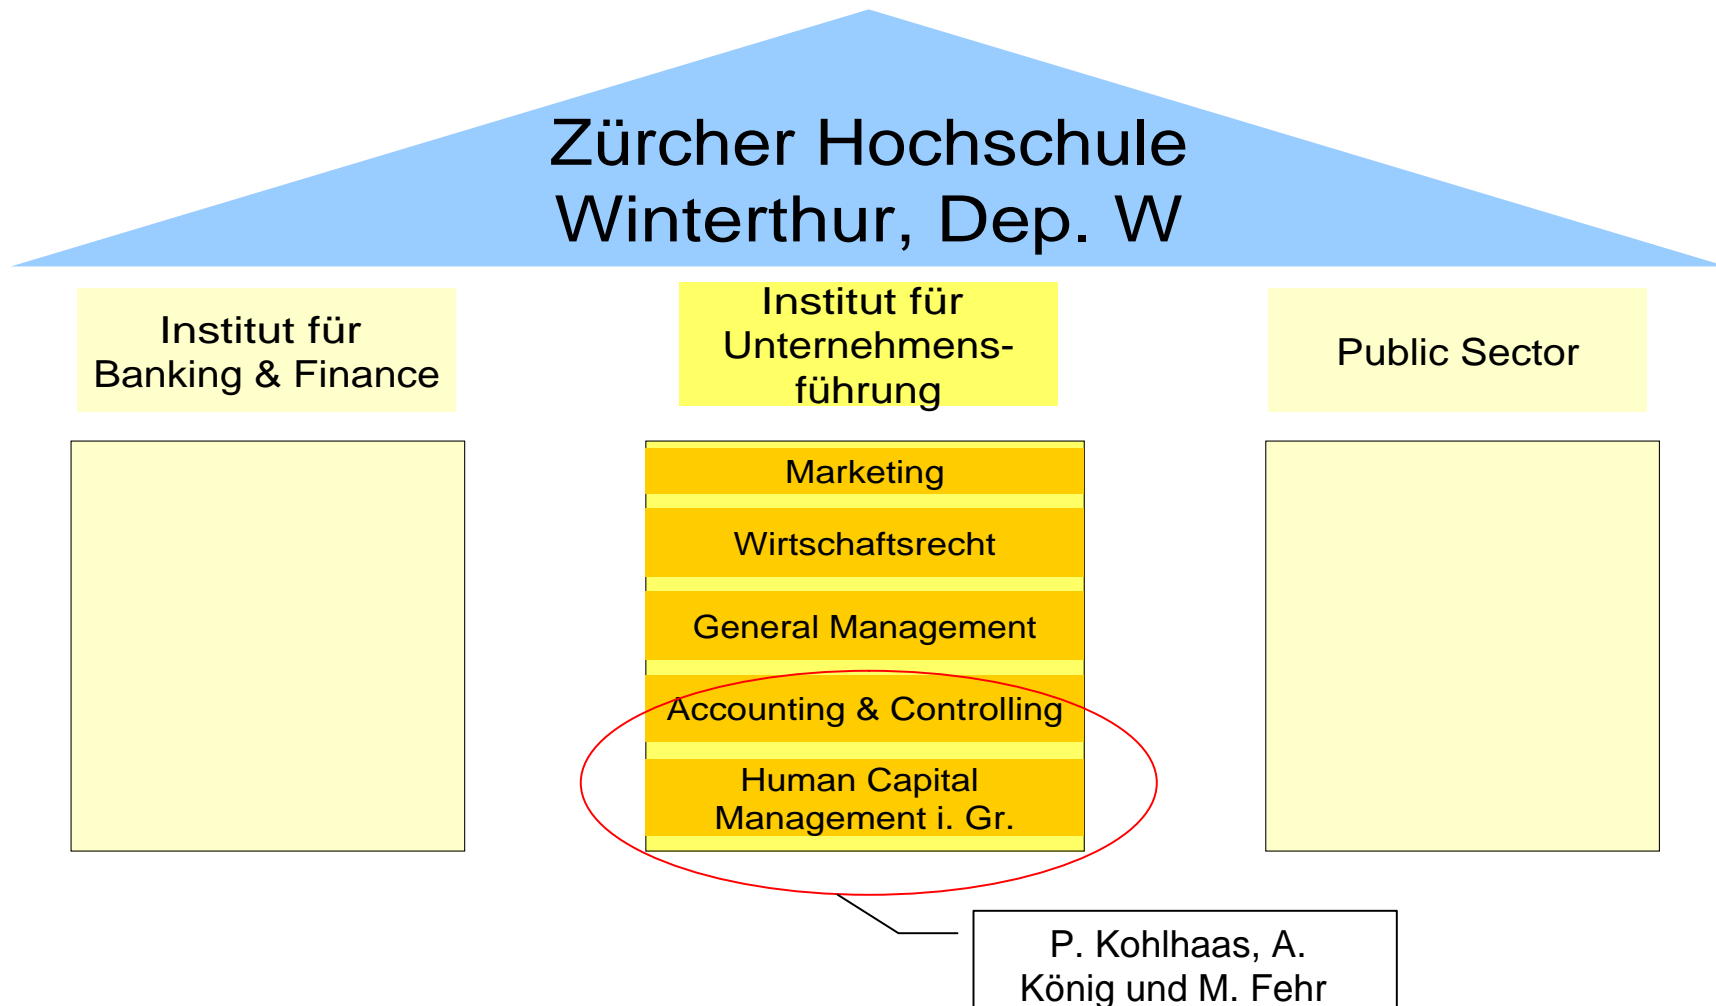 Zürcher Hochschule
Winterthur, Dep. W
Institut für
Banking & Finance
Institut für
Unternehmens-
führung
Public Sector
Marketing
Wirtschaftsrecht
General Management
Accounting & Controlling
Human Capital
Management i. Gr.
P. Kohlhaas, A.
König und M. Fehr